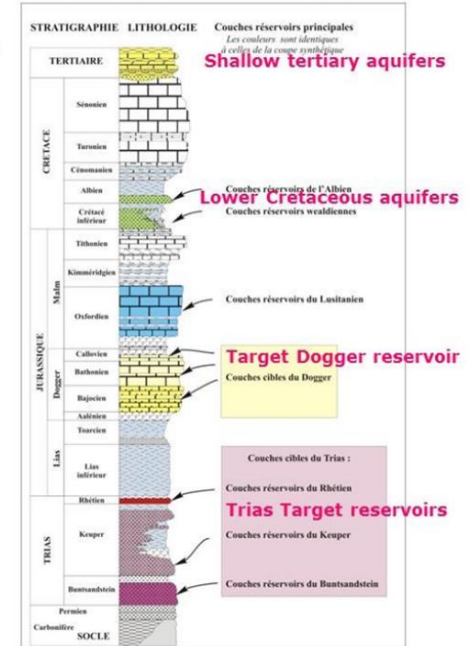 STRATIGRAPHIE LITHOLOGIE Couches réservoirs principales
Les couleurs sont identiques
à celles de la coupe synthétique
Shallow tertiary aquifers
TERTIAIRE
CRETACE
Sénonien
Turonien
Cénomanien
Albien
Couches réservoirs de l'Albien
Lower Cretaceous aquifers
Crétacé
inférieur
Couches réservoirs wealdiennes
JURASSIQUE
Malm
Tithonien
Kimméridgien
Oxfordien
Couches réservoirs du Lusitanien
Dogger
Callovien
Target Dogger reservoir
Bathonien
Couches cibles du Dogger
Bajocien
Aalénien
Lias
Toarcien
Lias
inférieur
Couches cibles du Trias :
TRIAS
Rhétien
Couches réservoirs du Rhétien
Trias Target reservoirs
Keuper
Couches réservoirs du Keuper
Buntsandstein
Couches réservoirs du Buntsandstein
Permien
Carbonifère
SOCLE